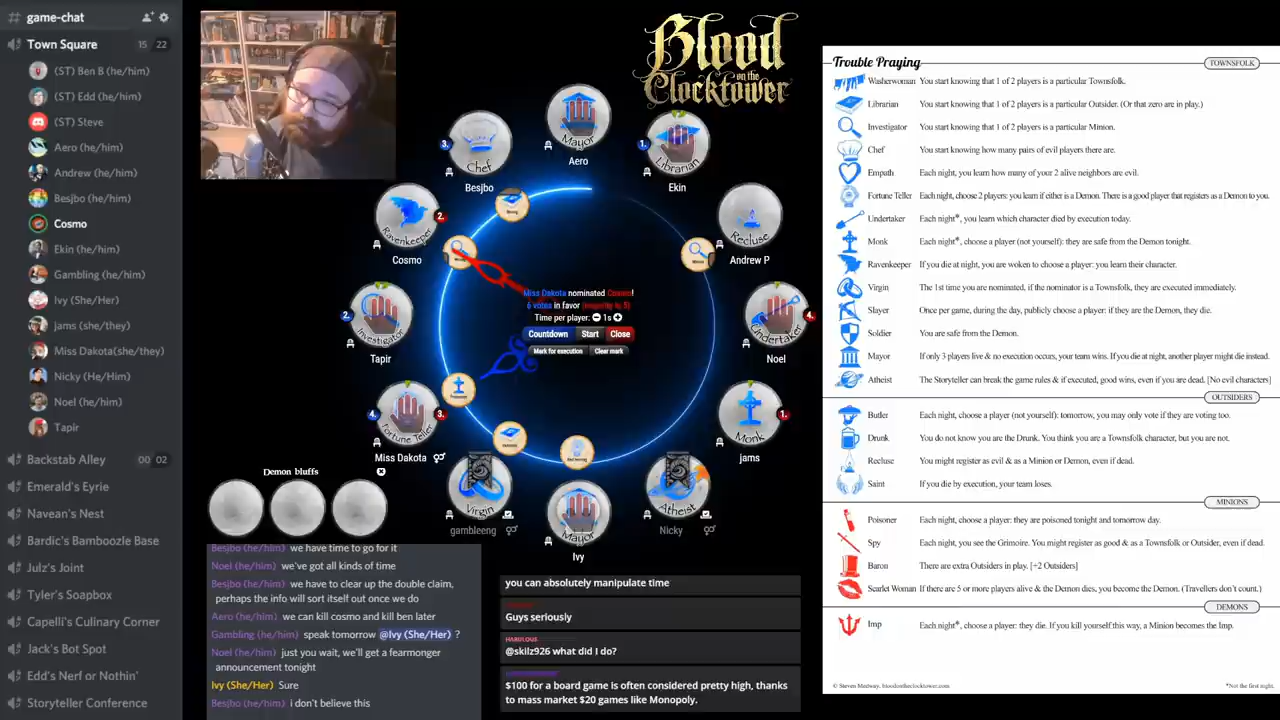 # game-chat
Town Square 15 22
(ST) Ben B (he/him)
(ST) Edd (he/him)
(ST) Steve
Aero (he/him)
Andrew (he/him)
Besjbo (he/him)
Cosmo
Ekin (he/him)
Gambling (he/him)
Ivy (She/Her)
jams (she/they)
Miss Dakota(she/they)
Nicky (He/Him)
Noel (he/him)
Tapir
Backstab Alley 00 02
Emerald's Eyrie
Navean's Nest
Bardic's Bamboozle Base
Julz's Joint
Tyler's Soapbox
Capelli's Culinary Corner
Jack's Bot Spot
Edd's Nerf or Nothin'
Storyteller Conference
Blood
on the
Clocktower
Mayor
Aero
3.
Chef
Besjbo
1.
Librarian
Ekin
Ravenkeeper
2.
Cosmo
Recluse
Andrew P
2.
Investigator
Tapir
Undertaker
4.
Noel
4.
Fortune Teller
3.
Miss Dakota
Monk
1.
jams
Virgin
gambleeng
Mayor
Ivy
Atheist
Nicky
Miss Dakota nominated Cosmo!
6 votes in favor (majority is 5)
Time per player: 1s
Countdown Start Close
Mark for execution Clear mark
Demon bluffs
Besjbo (he/him) we have time to go for it
Noel (he/him) we've got all kinds of time
Besjbo (he/him) we have to clear up the double claim,
perhaps the info will sort itself out once we do
Aero (he/him) we can kill cosmo and kill ben later
Gambling (he/him) speak tomorrow @Ivy (She/Her) ?
Noel (he/him) just you wait, we'll get a fearmonger
announcement tonight
Ivy (She/Her) Sure
Besjbo (he/him) i don't believe this
you can absolutely manipulate time
Guys seriously
@skilz926 what did I do?
$100 for a board game is often considered pretty high, thanks
to mass market $20 games like Monopoly.
Trouble Praying
TOWNSFOLK
Washerwoman You start knowing that 1 of 2 players is a particular Townsfolk.
Librarian You start knowing that 1 of 2 players is a particular Outsider. (Or that zero are in play.)
Investigator You start knowing that 1 of 2 players is a particular Minion.
Chef You start knowing how many pairs of evil players there are.
Empath Each night, you learn how many of your 2 alive neighbors are evil.
Fortune Teller Each night, choose 2 players: you learn if either is a Demon. There is a good player that registers as a Demon to you.
Undertaker Each night*, you learn which character died by execution today.
Monk Each night*, choose a player (not yourself): they are safe from the Demon tonight.
Ravenkeeper If you die at night, you are woken to choose a player: you learn their character.
Virgin The 1st time you are nominated, if the nominator is a Townsfolk, they are executed immediately.
Slayer Once per game, during the day, publicly choose a player: if they are the Demon, they die.
Soldier You are safe from the Demon.
Mayor If only 3 players live & no execution occurs, your team wins. If you die at night, another player might die instead.
Atheist The Storyteller can break the game rules & if executed, good wins, even if you are dead. [No evil characters]
OUTSIDERS
Butler Each night, choose a player (not yourself): tomorrow, you may only vote if they are voting too.
Drunk You do not know you are the Drunk. You think you are a Townsfolk character, but you are not.
Recluse You might register as evil & as a Minion or Demon, even if dead.
Saint If you die by execution, your team loses.
MINIONS
Poisoner Each night, choose a player: they are poisoned tonight and tomorrow day.
Spy Each night, you see the Grimoire. You might register as good & as a Townsfolk or Outsider, even if dead.
Baron There are extra Outsiders in play. [+2 Outsiders]
Scarlet Woman If there are 5 or more players alive & the Demon dies, you become the Demon. (Travellers don't count.)
DEMONS
Imp Each night*, choose a player: they die. If you kill yourself this way, a Minion becomes the Imp.
© Steven Medway, bloodontheclocktower.com
*Not the first night.